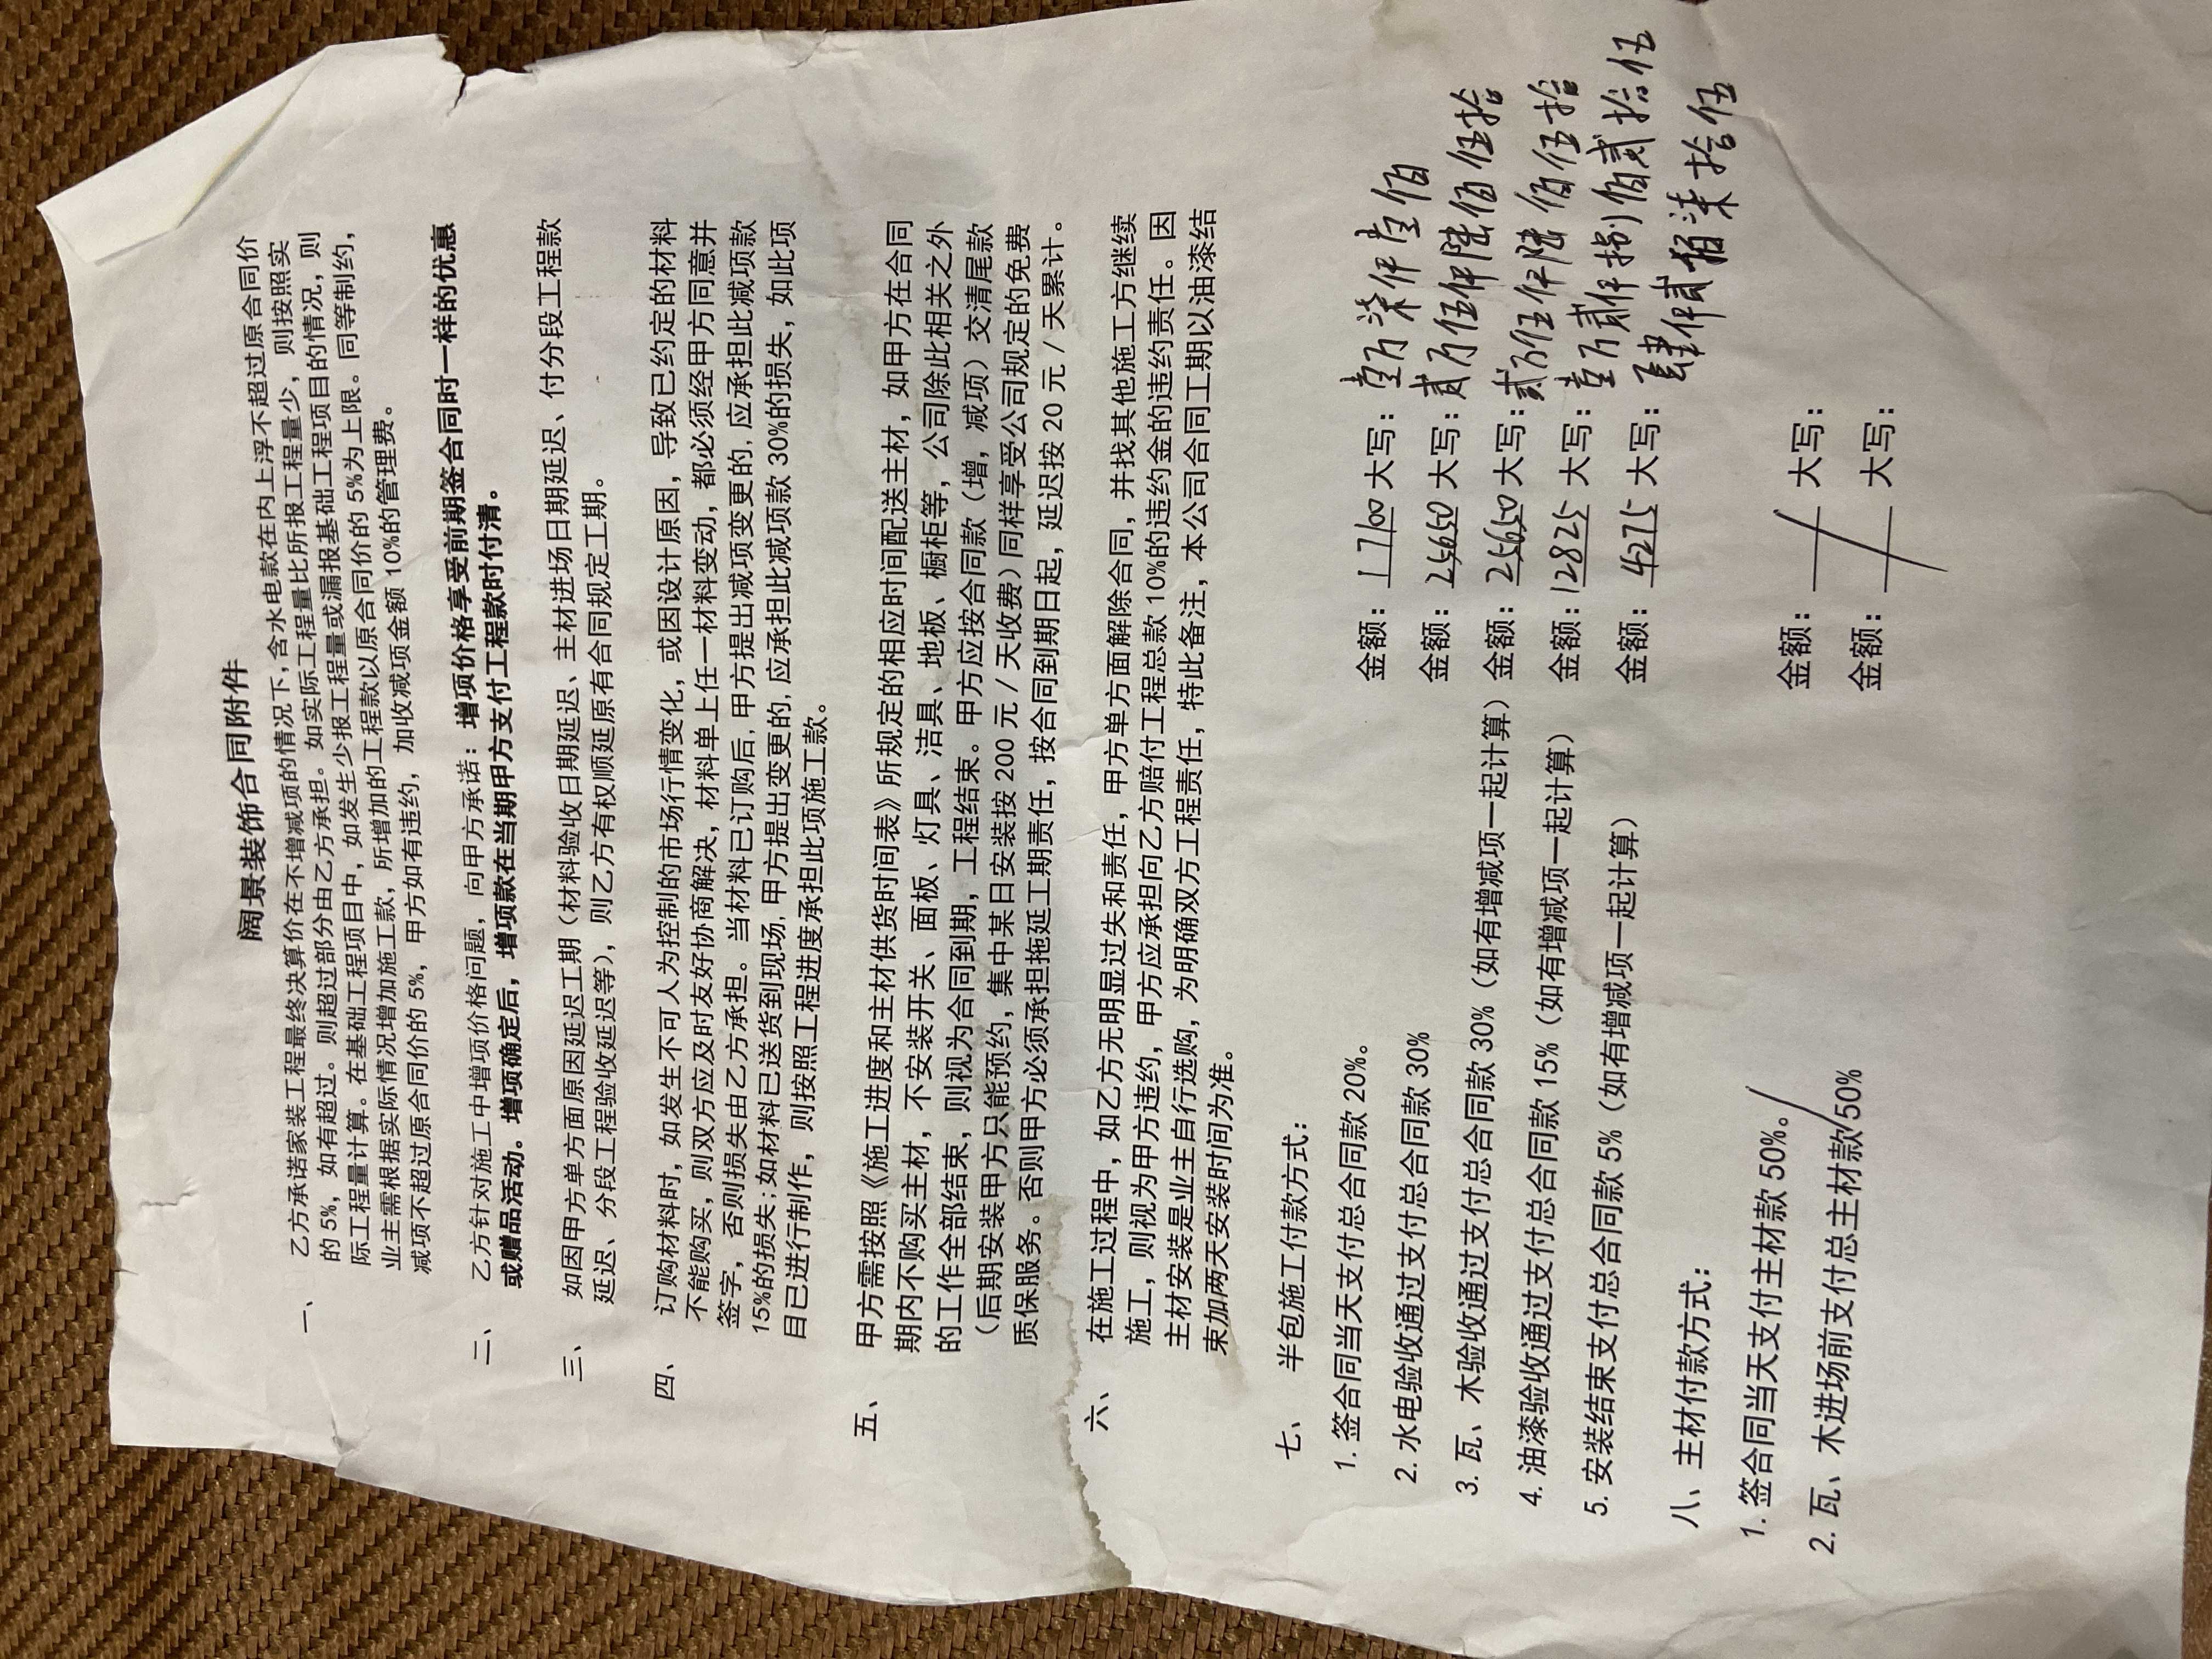 阔景装饰合同附件
一、 乙方承诺家装工程最终决算价在不增减项的情况下,含水电款在内上浮不超过原合同价
的5%,如有超过。则超过部分由乙方承担。如实际工程量比所报工程量少,则按照实
际工程量计算。在基础工程项目中,如发生少报工程量或漏报基础工程项目的情况,则
业主需根据实际情况增加施工款,所增加的工程款以原合同价的5%为上限。同等制约,
减项不超过原合同价的5%,甲方如有违约,加收减项金额10%的管理费。
二、 乙方针对施工中增项价格问题,向甲方承诺:增项价格享受前期签合同时一样的优惠
或赠品活动。增项确定后,增项款在当期甲方支付工程款时付清。
三、 如因甲方单方面原因延迟工期(材料验收日期延迟、主材进场日期延迟、付分段工程款
延迟、分段工程验收延迟等),则乙方有权顺延原有合同规定工期。
四、 订购材料时,如发生不可人为控制的市场行情变化,或因设计原因,导致已约定的材料
不能购买,则双方应及时友好协商解决,材料单上任一材料变动,都必须经甲方同意并
签字,否则损失由乙方承担。当材料已订购后,甲方提出减项变更的,应承担此减项款
15%的损失;如材料已送货到现场,甲方提出变更的,应承担此减项款30%的损失,如此项
目已进行制作,则按照工程进度承担此项施工款。
五、 甲方需按照《施工进度和主材供货时间表》所规定的相应时间配送主材,如甲方在合同
期内不购买主材,不安装开关、面板、灯具、洁具、地板、橱柜等,公司除此相关之外
的工作全部结束,则视为合同到期,工程结束。甲方应按合同款(增,减项)交清尾款
(后期安装甲方只能预约,集中某日安装按200元/天收费)同样享受公司规定的免费
质保服务。否则甲方必须承担拖延工期责任,按合同到期日起,延迟按20元/天累计。
六、 在施工过程中,如乙方无明显过失和责任,甲方单方面解除合同,并找其他施工方继续
施工,则视为甲方违约,甲方应承担向乙方赔付工程总款10%的违约金的违约责任。因
主材安装是业主自行选购,为明确双方工程责任,特此备注,本公司合同工期以油漆结
束加两天安装时间为准。
七、 半包施工付款方式:
1. 签合同当天支付总合同款20%。 金额: 17100 大写: 壹万柒仟壹佰
2. 水电验收通过支付总合同款30% 金额: 25650 大写: 贰万伍仟陆佰伍拾
3. 瓦、木验收通过支付总合同款30%(如有增减项一起计算) 金额: 25650 大写: 贰万伍仟陆佰伍拾
4. 油漆验收通过支付总合同款15%(如有增减项一起计算) 金额: 12825 大写: 壹万贰仟捌佰贰拾伍
5. 安装结束支付总合同款5%(如有增减项一起计算) 金额: 4275 大写: 肆仟贰佰柒拾伍
八、主材付款方式:
1. 签合同当天支付主材款50%。 金额: 大写:
2. 瓦、木进场前支付总主材款50% 金额: 大写: